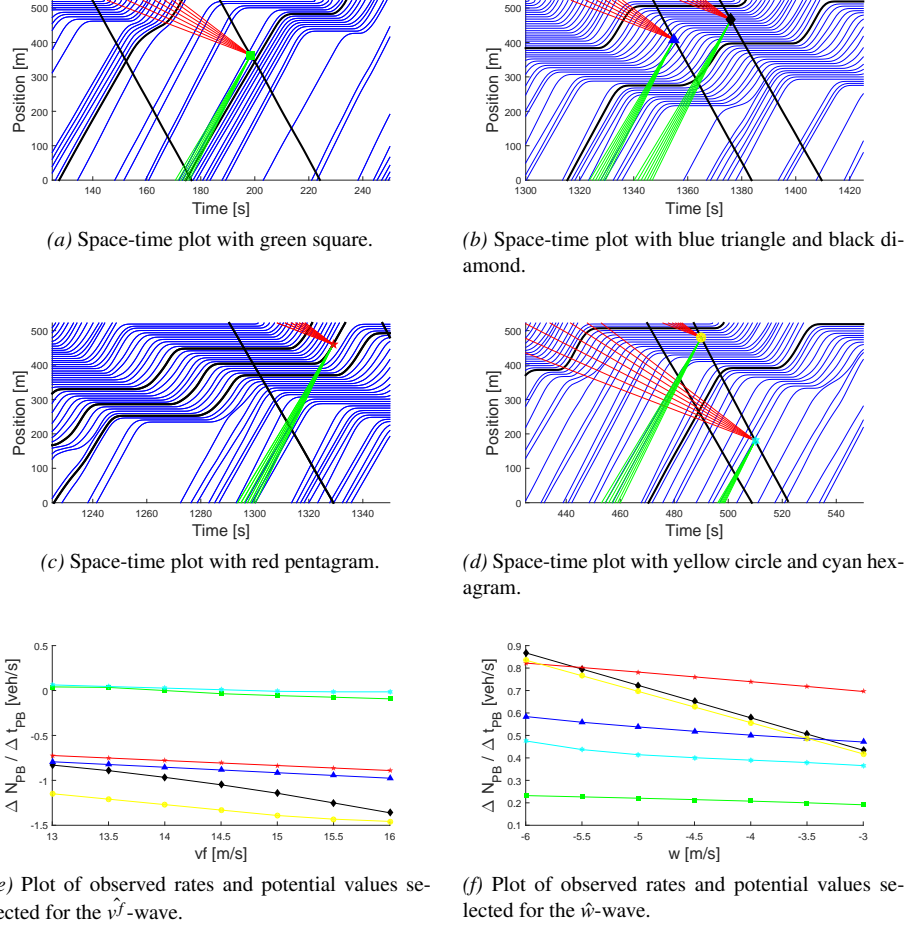 500
400
300
200
100
0
Position [m]
140 160 180 200 220 240
Time [s]
(a) Space-time plot with green square.
500
400
300
200
100
0
Position [m]
1300 1320 1340 1360 1380 1400 1420
Time [s]
(b) Space-time plot with blue triangle and black di-
amond.
500
400
300
200
100
0
Position [m]
1240 1260 1280 1300 1320 1340
Time [s]
(c) Space-time plot with red pentagram.
500
400
300
200
100
0
Position [m]
440 460 480 500 520 540
Time [s]
(d) Space-time plot with yellow circle and cyan hex-
agram.
0.5
0
-0.5
-1
-1.5
Δ N_PB / Δ t_PB [veh/s]
13 13.5 14 14.5 15 15.5 16
vf [m/s]
e) Plot of observed rates and potential values se-
ected for the v̂^f-wave.
0.9
0.8
0.7
0.6
0.5
0.4
0.3
0.2
0.1
Δ N_PB / Δ t_PB [veh/s]
-6 -5.5 -5 -4.5 -4 -3.5 -3
w [m/s]
(f) Plot of observed rates and potential values se-
lected for the ŵ-wave.